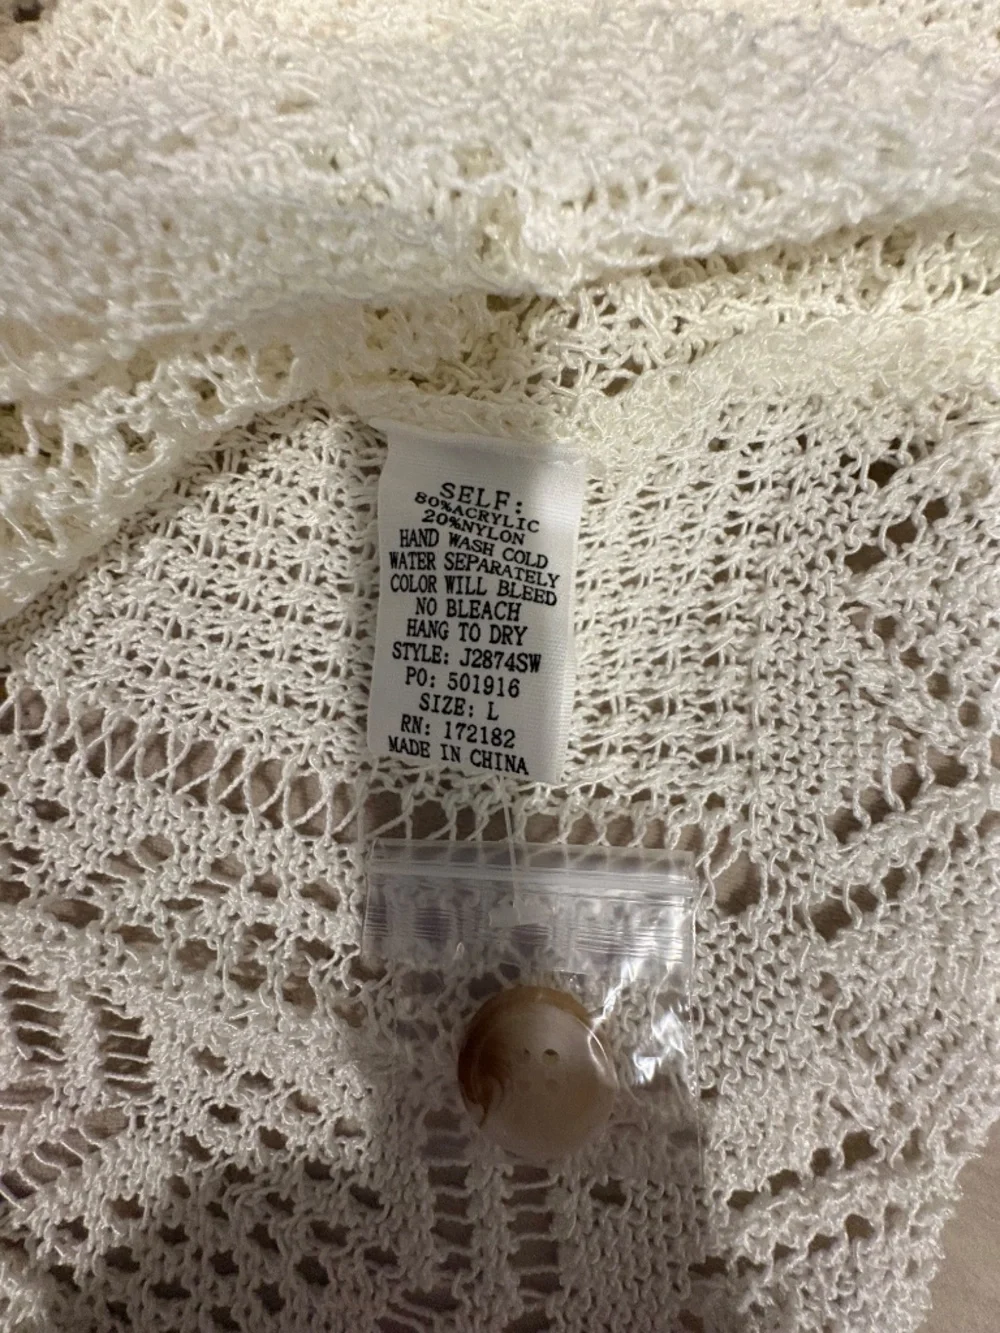 SELF:
80%ACRYLIC
20%NYLON
HAND WASH COLD
WATER SEPARATELY
COLOR WILL BLEED
NO BLEACH
HANG TO DRY
STYLE: J2874SW
PO: 501916
SIZE: L
RN: 172182
MADE IN CHINA